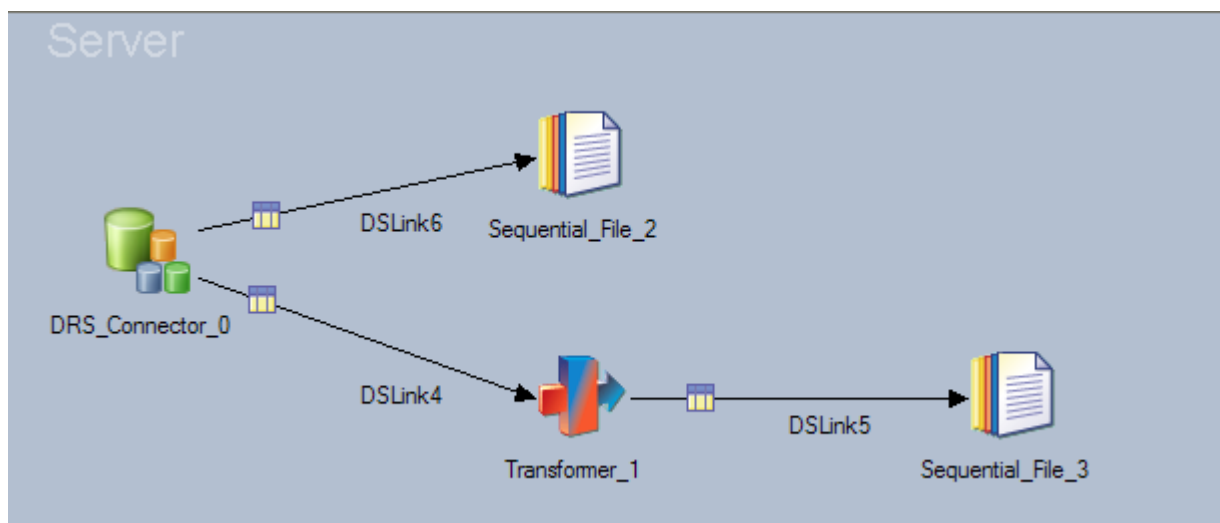 Server
DSLink6
Sequential_File_2
DRS_Connector_0
DSLink4
DSLink5
Transformer_1
Sequential_File_3